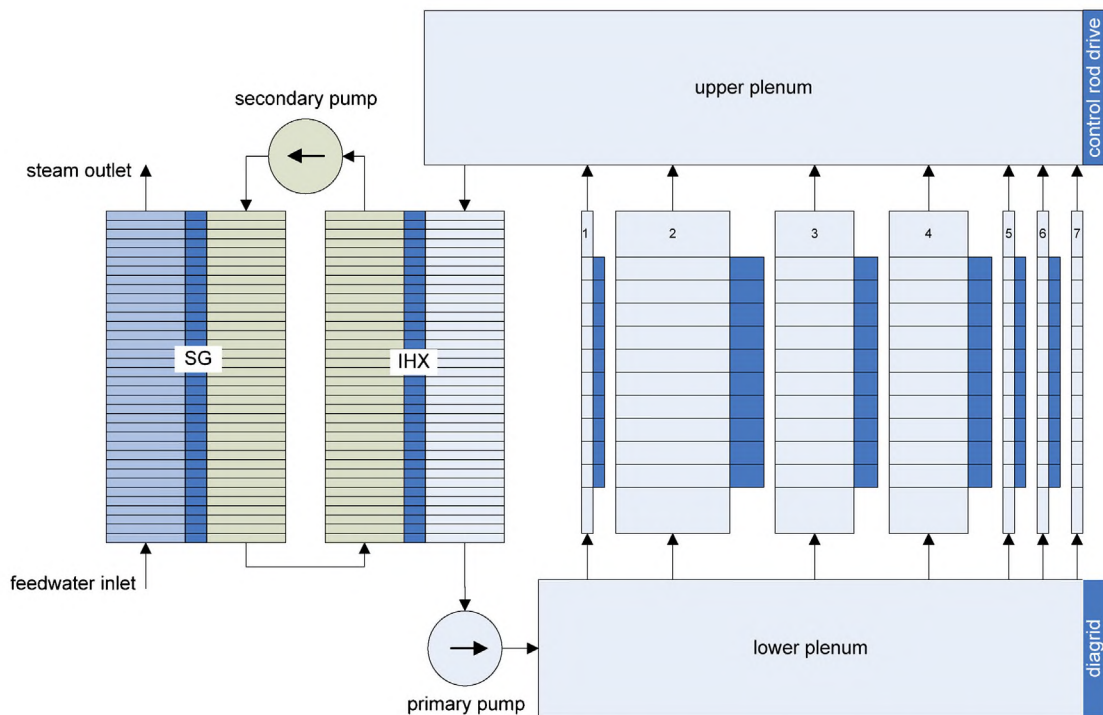 upper plenum
control rod drive
secondary pump
steam outlet
1
2
3
4
5
6
7
SG
IHX
feedwater inlet
lower plenum
diagrid
primary pump